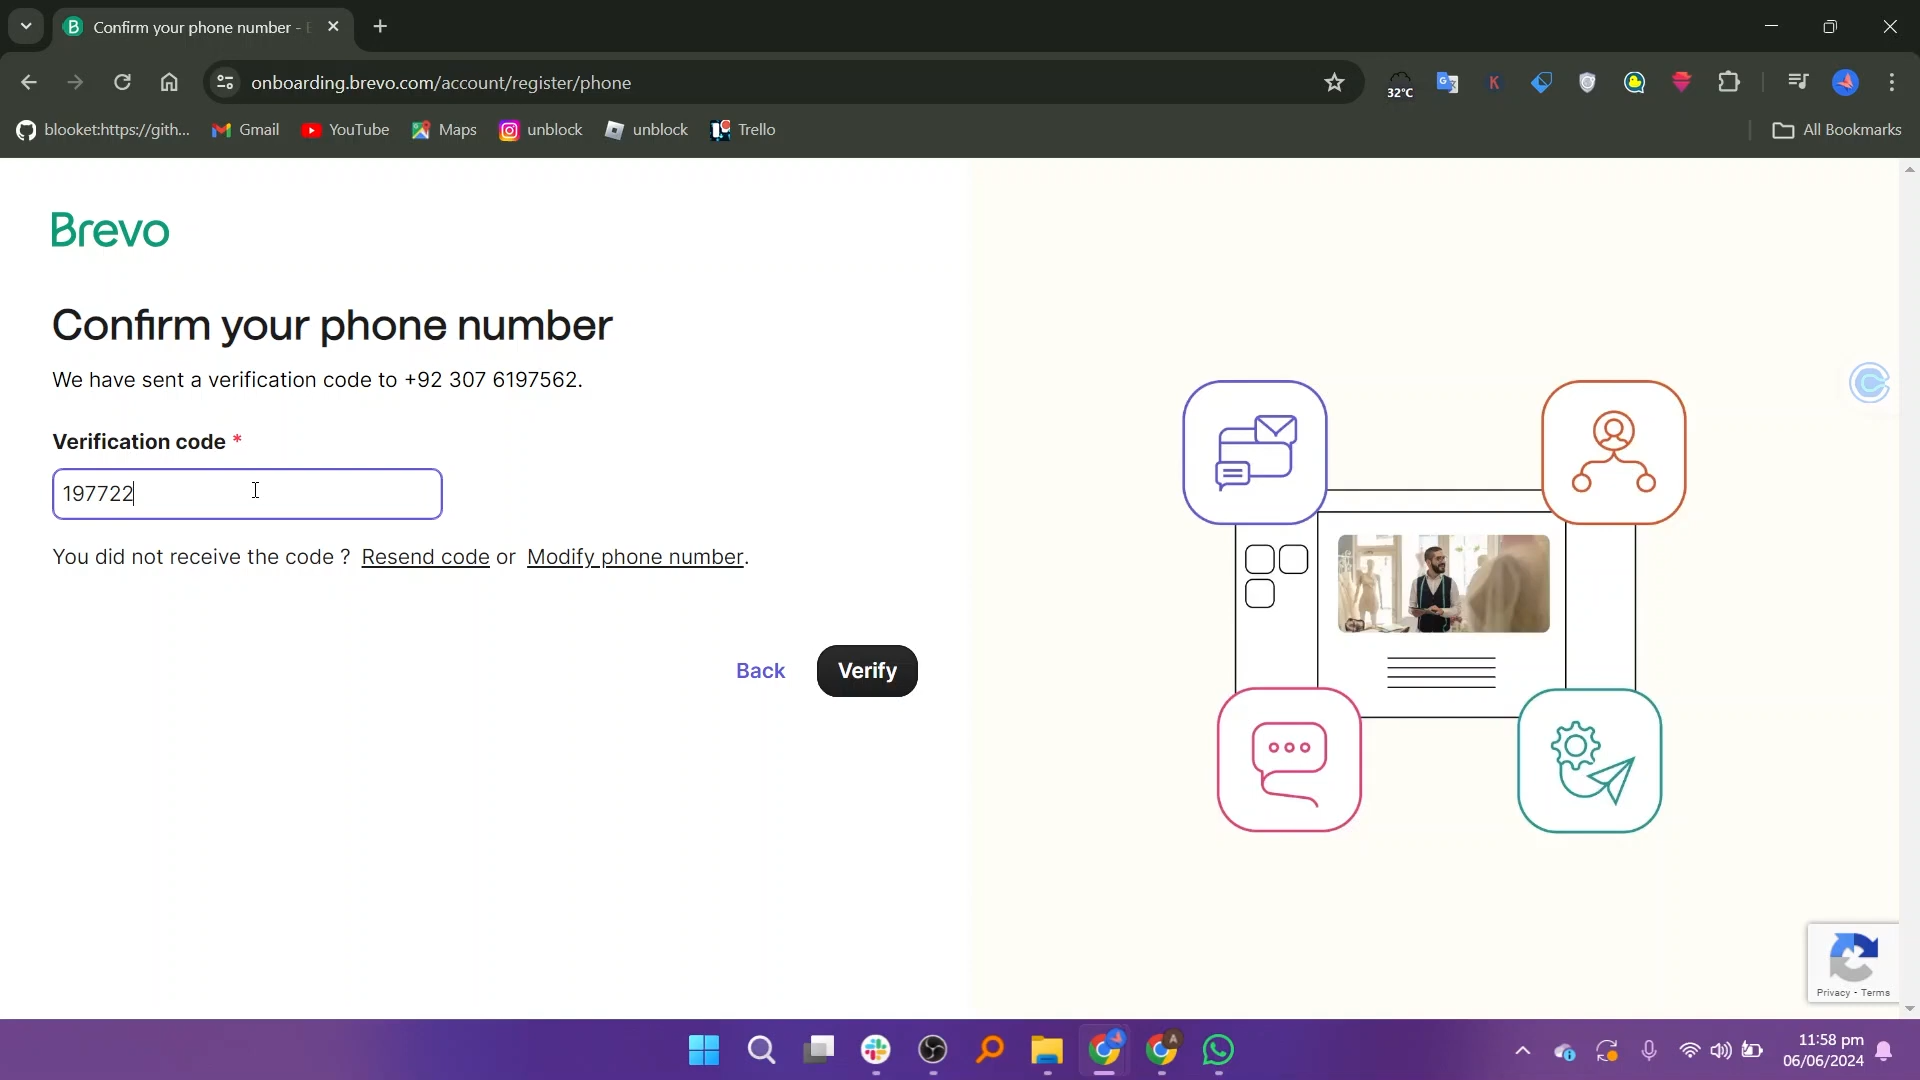 Confirm your phone number -
onboarding.brevo.com/account/register/phone
32°C
K
blooket:https://gith...
Gmail
YouTube
Maps
unblock
unblock
Trello
All Bookmarks
Brevo
Confirm your phone number
We have sent a verification code to +92 307 6197562.
Verification code *
197722
You did not receive the code ? Resend code or Modify phone number.
Back
Verify
Privacy - Terms
A
11:58 pm
06/06/2024